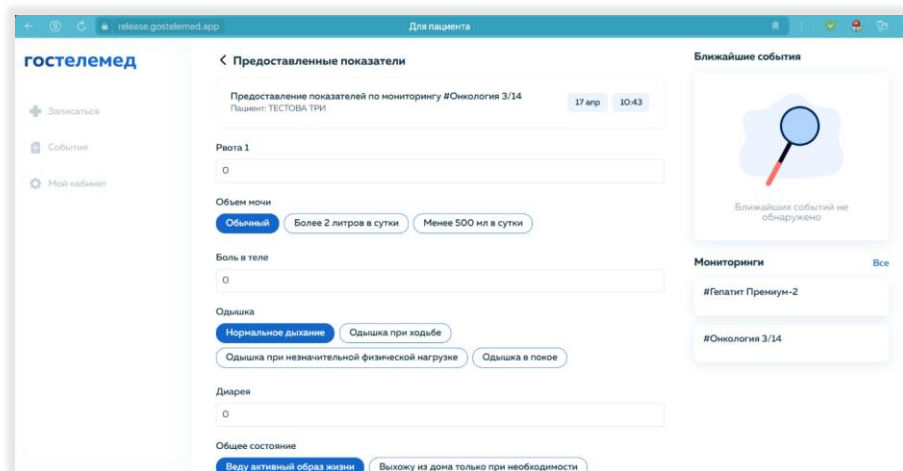 release.gostelemed.app
Для пациента
гостелемед
Записаться
События
Мой кабинет
Предоставленные показатели
Предоставление показателей по мониторингу #Онкология 3/14
Пациент: ТЕСТОВА ТРИ
17 апр 10:43
Рвота 1
0
Объем мочи
Обычный Более 2 литров в сутки Менее 500 мл в сутки
Боль в теле
0
Одышка
Нормальное дыхание Одышка при ходьбе
Одышка при незначительной физической нагрузке Одышка в покое
Диарея
0
Общее состояние
Веду активный образ жизни Выхожу из дома только при необходимости
Ближайшие события
Ближайших событий не
обнаружено
Мониторинги Все
#Гепатит Премиум-2
#Онкология 3/14